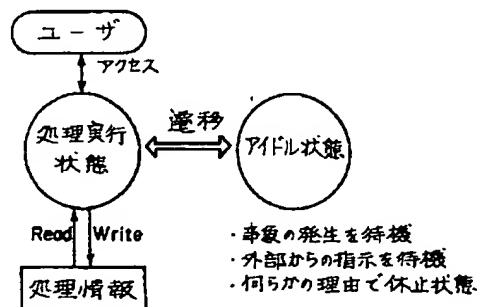 ユーザ
アクセス
処理実行
状態
遷移
アイドル状態
Read
Write
処理情報
・事象の発生を待機
・外部からの指示を待機
・何らかの理由で休止状態